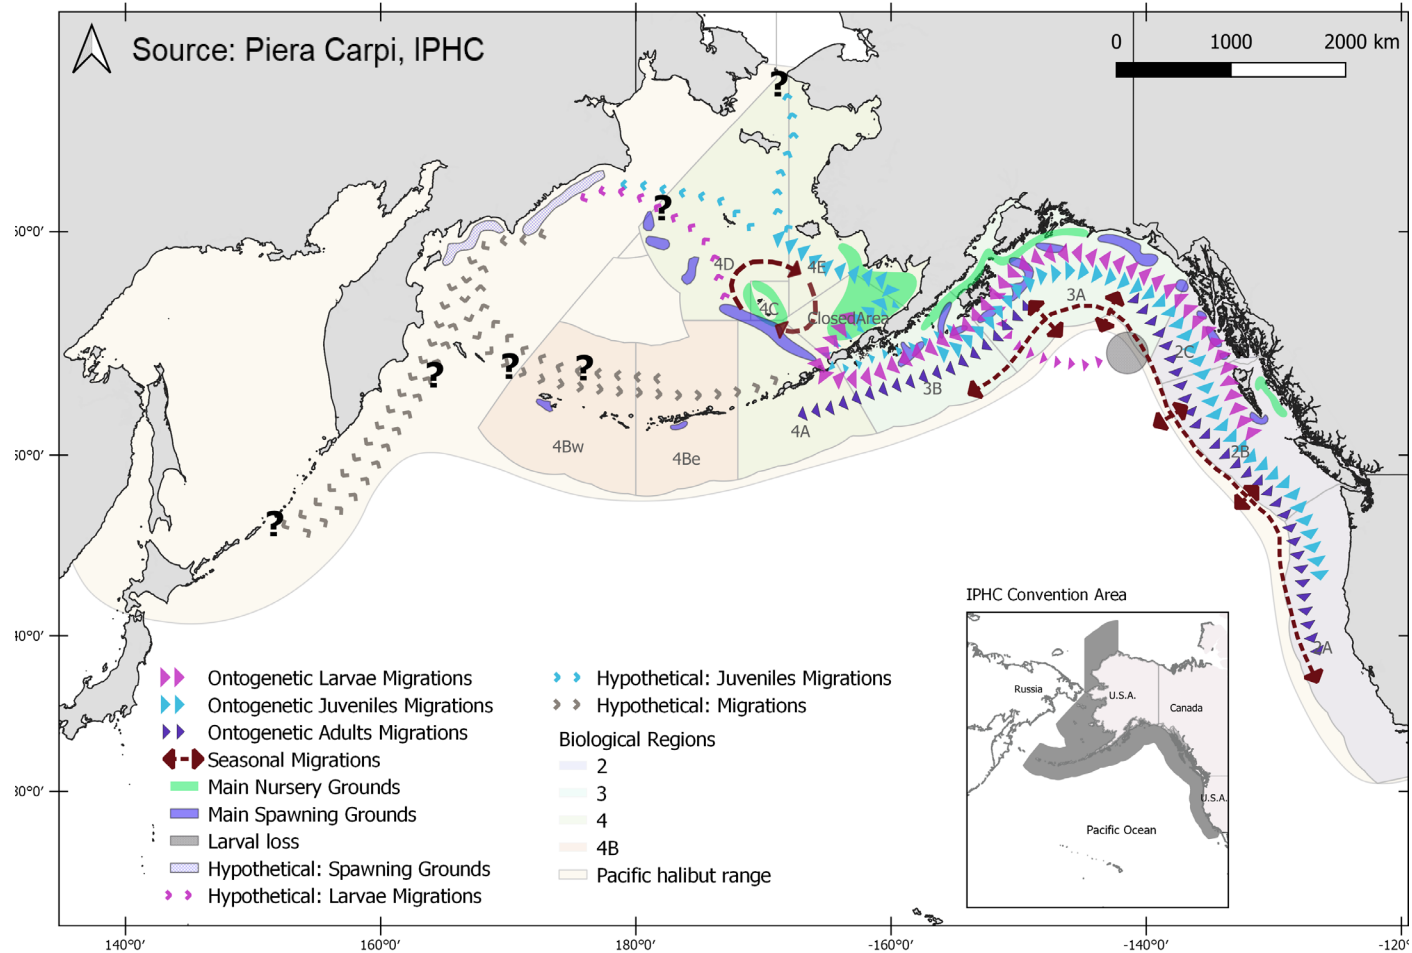 Source: Piera Carpi, IPHC
0 1000 2000 km
?
?
?
?
?
?
4D
4E
4C
ClosedArea
3A
2C
3B
4A
4Bw
4Be
2B
2A
60°0′
50°0′
40°0′
30°0′
IPHC Convention Area
Russia
U.S.A.
Canada
U.S.A.
Pacific Ocean
Ontogenetic Larvae Migrations
Ontogenetic Juveniles Migrations
Ontogenetic Adults Migrations
Seasonal Migrations
Main Nursery Grounds
Main Spawning Grounds
Larval loss
Hypothetical: Spawning Grounds
Hypothetical: Larvae Migrations
Hypothetical: Juveniles Migrations
Hypothetical: Migrations
Biological Regions
2
3
4
4B
Pacific halibut range
140°0′ 160°0′ 180°0′ -160°0′ -140°0′ -120°